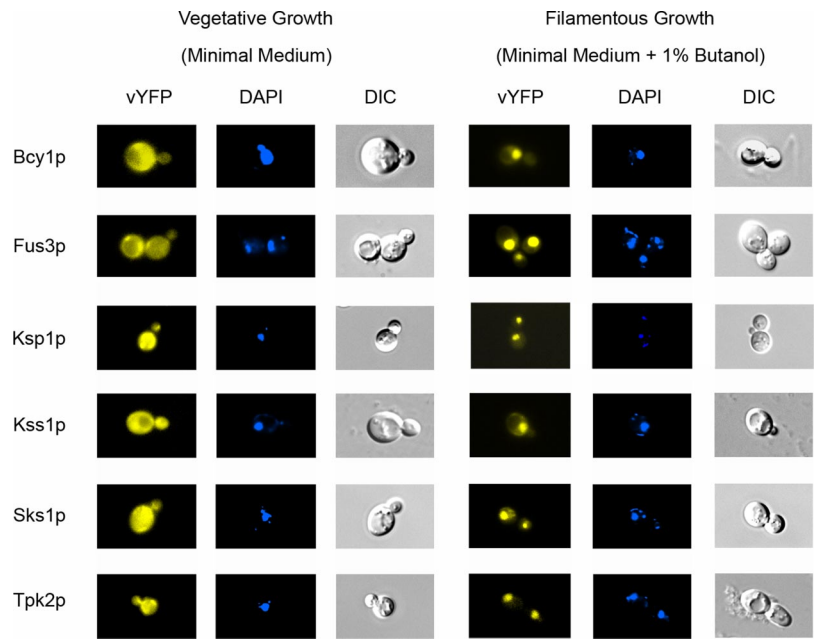 Vegetative Growth
(Minimal Medium)
Filamentous Growth
(Minimal Medium + 1% Butanol)
vYFP DAPI DIC vYFP DAPI DIC
Bcy1p
Fus3p
Ksp1p
Kss1p
Sks1p
Tpk2p